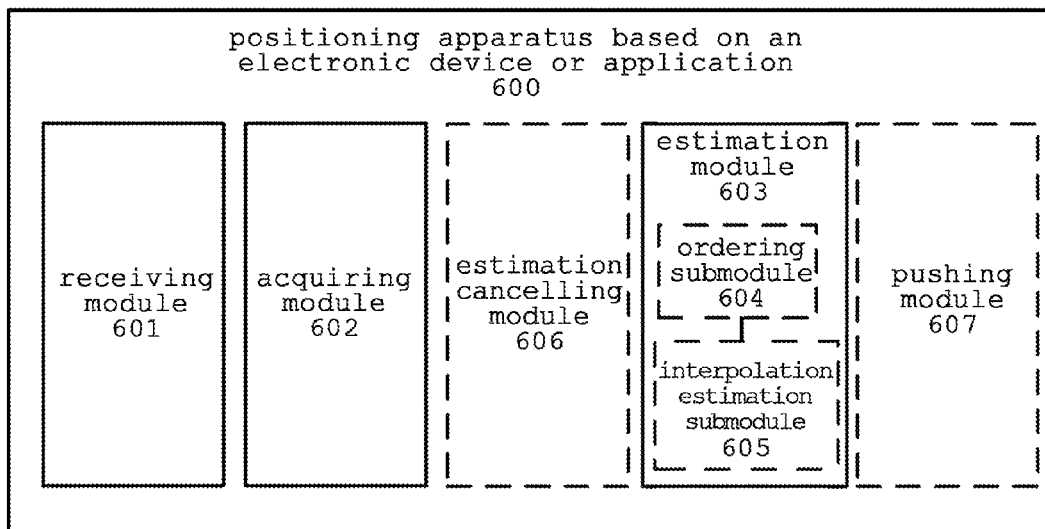 positioning apparatus based on an
electronic device or application
600
receiving
module
601
acquiring
module
602
estimation
cancelling
module
606
estimation
module
603
ordering
submodule
604
interpolation
estimation
submodule
605
pushing
module
607